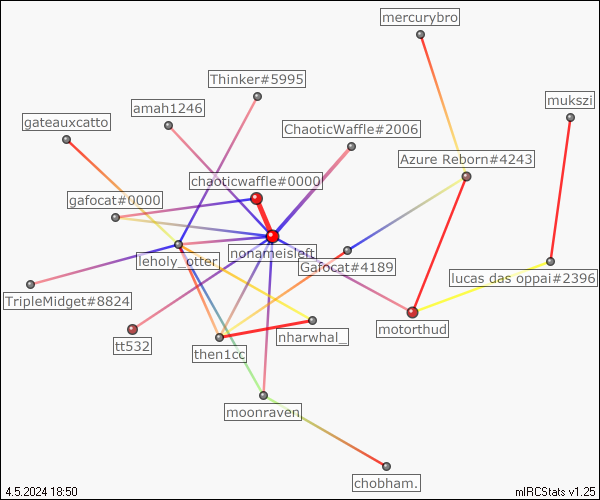 mercurybro
Thinker#5995
amah1246
mukszi
gateauxcatto
ChaoticWaffle#2006
Azure Reborn#4243
chaoticwaffle#0000
gafocat#0000
nonameisleft
leholy_otter
Gafocat#4189
lucas das oppai#2396
TripleMidget#8824
motorthud
nharwhal_
tt532
then1cc
moonraven
chobham.
4.5.2024 18:50
mIRCStats v1.25